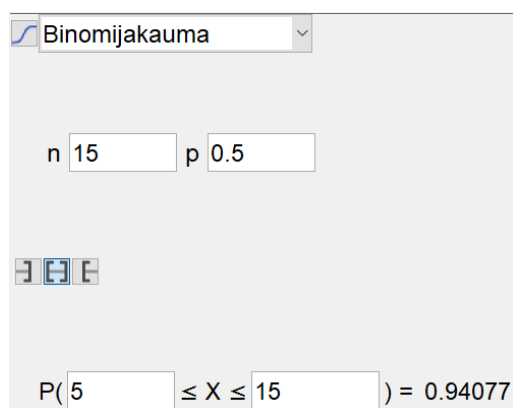 Binomijakauma
n 15 p 0.5
P( 5 ≤ X ≤ 15 ) = 0.94077